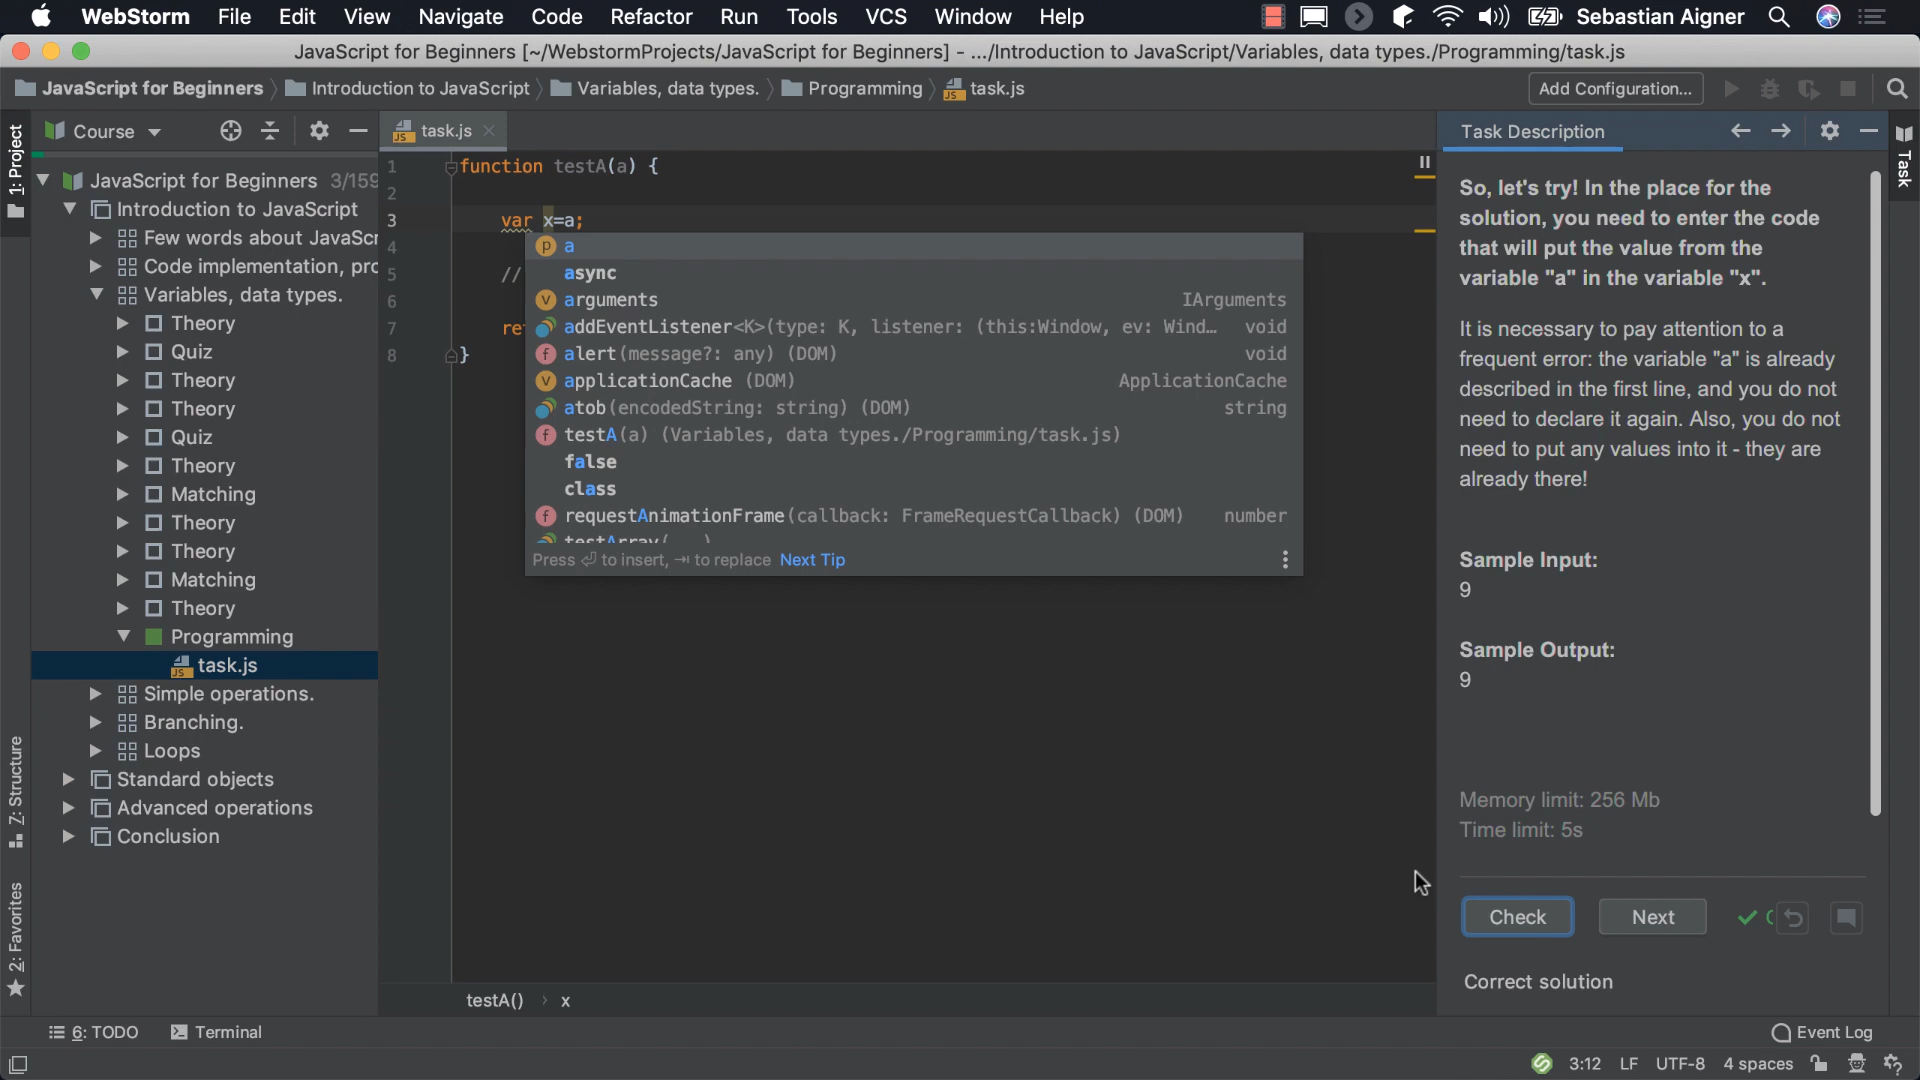 WebStorm File Edit View Navigate Code Refactor Run Tools VCS Window Help Sebastian Aigner
JavaScript for Beginners [~/WebstormProjects/JavaScript for Beginners] - .../Introduction to JavaScript/Variables, data types./Programming/task.js
JavaScript for Beginners Introduction to JavaScript Variables, data types. Programming task.js Add Configuration...
1: Project
Course
JavaScript for Beginners 3/159
Introduction to JavaScript
Few words about JavaScr
Code implementation, pro
Variables, data types.
Theory
Quiz
Theory
Theory
Quiz
Theory
Matching
Theory
Theory
Matching
Theory
Programming
task.js
Simple operations.
Branching.
Loops
Standard objects
Advanced operations
Conclusion
Z: Structure
2: Favorites
task.js
1 function testA(a) {
2
3 var x=a;
4
5 //
6
7 ret
8 }
a
async
arguments IArguments
addEventListener<K>(type: K, listener: (this:Window, ev: Wind… void
alert(message?: any) (DOM) void
applicationCache (DOM) ApplicationCache
atob(encodedString: string) (DOM) string
testA(a) (Variables, data types./Programming/task.js)
false
class
requestAnimationFrame(callback: FrameRequestCallback) (DOM) number
Press ⏎ to insert, ⇥ to replace Next Tip
testA() › x
Task Description
Task
So, let's try! In the place for the
solution, you need to enter the code
that will put the value from the
variable "a" in the variable "x".
It is necessary to pay attention to a
frequent error: the variable "a" is already
described in the first line, and you do not
need to declare it again. Also, you do not
need to put any values into it - they are
already there!
Sample Input:
9
Sample Output:
9
Memory limit: 256 Mb
Time limit: 5s
Check Next
Correct solution
6: TODO Terminal Event Log
3:12 LF UTF-8 4 spaces